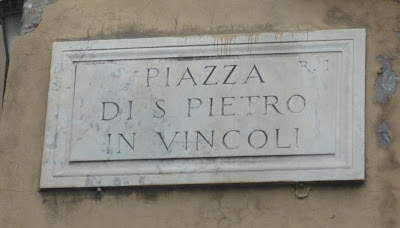 PIAZZA R. I
DI S PIETRO
IN VINCOLI